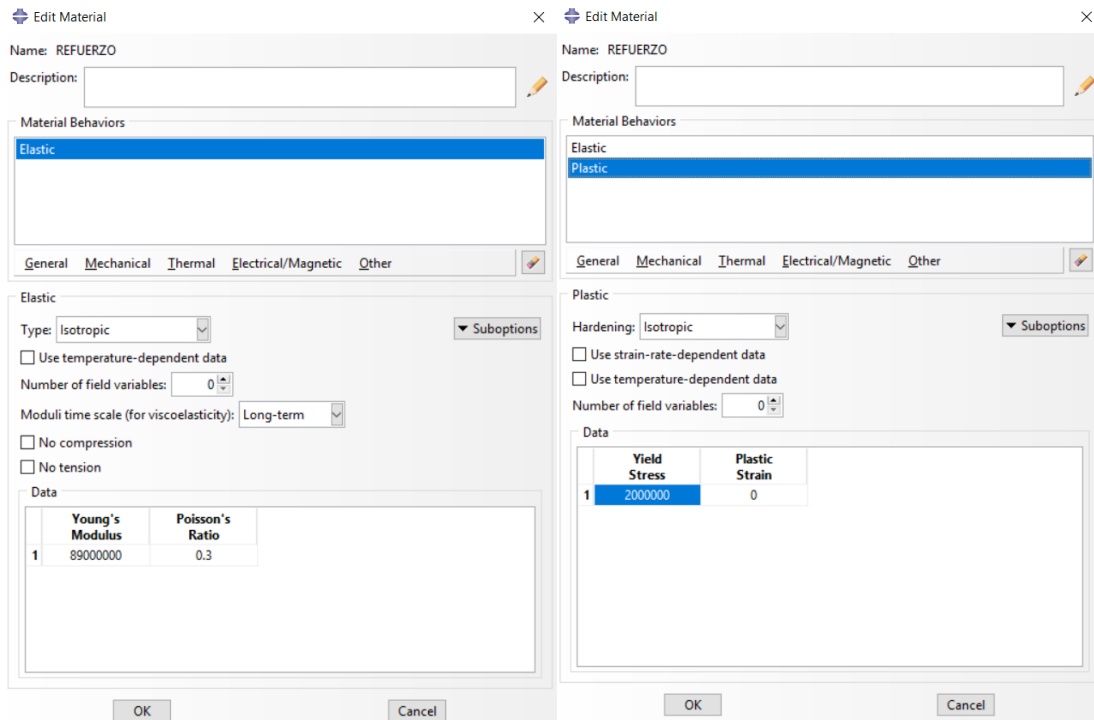 Edit Material
Name: REFUERZO
Description:
Material Behaviors
Elastic
General Mechanical Thermal Electrical/Magnetic Other
Elastic
Type: Isotropic
Suboptions
Use temperature-dependent data
Number of field variables: 0
Moduli time scale (for viscoelasticity): Long-term
No compression
No tension
Data
Young's Poisson's
Modulus Ratio
1 89000000 0.3
OK Cancel
Edit Material
Name: REFUERZO
Description:
Material Behaviors
Elastic
Plastic
General Mechanical Thermal Electrical/Magnetic Other
Plastic
Hardening: Isotropic
Suboptions
Use strain-rate-dependent data
Use temperature-dependent data
Number of field variables: 0
Data
Yield Plastic
Stress Strain
1 2000000 0
OK Cancel